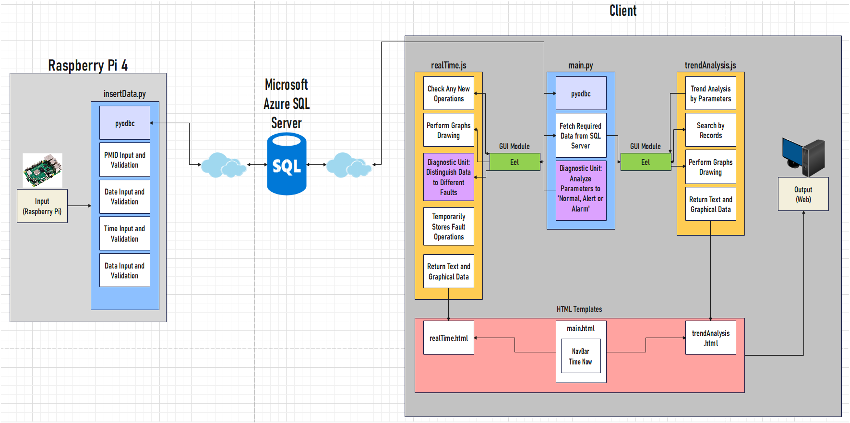 Client
Raspberry Pi 4
insertData.py
pyodbc
PMID Input and
Validation
Date Input and
Validation
Time Input and
Validation
Data Input and
Validation
Input
(Raspberry Pi)
Microsoft
Azure SQL
Server
SQL
realTime.js
Check Any New
Operations
Perform Graphs
Drawing
Diagnostic Unit:
Distinguish Data
to Different
Faults
Temporarily
Stores Fault
Operations
Return Text and
Graphical Data
GUI Module
Eel
main.py
pyodbc
Fetch Required
Data from SQL
Server
Diagnostic Unit:
Analyze
Parameters to
'Normal, Alert or
Alarm'
GUI Module
Eel
trendAnalysis.js
Trend Analysis
by Parameters
Search by
Records
Perform Graphs
Drawing
Return Text and
Graphical Data
Output
(Web)
HTML Templates
realTime.html
main.html
NavBar
Time Now
trendAnalysis
.html